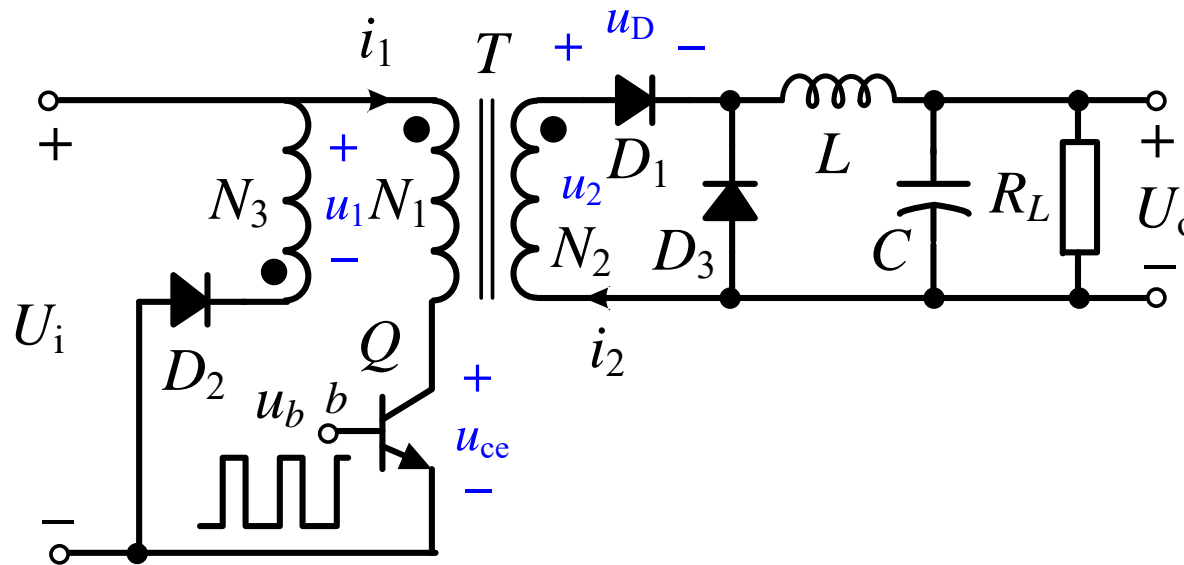 i1
T
+ uD −
+
N3
+
u1
−
N1
u2
N2
D1
D3
L
C
RL
+
−
Ui
D2
Q
i2
ub
b
+
uce
−
−